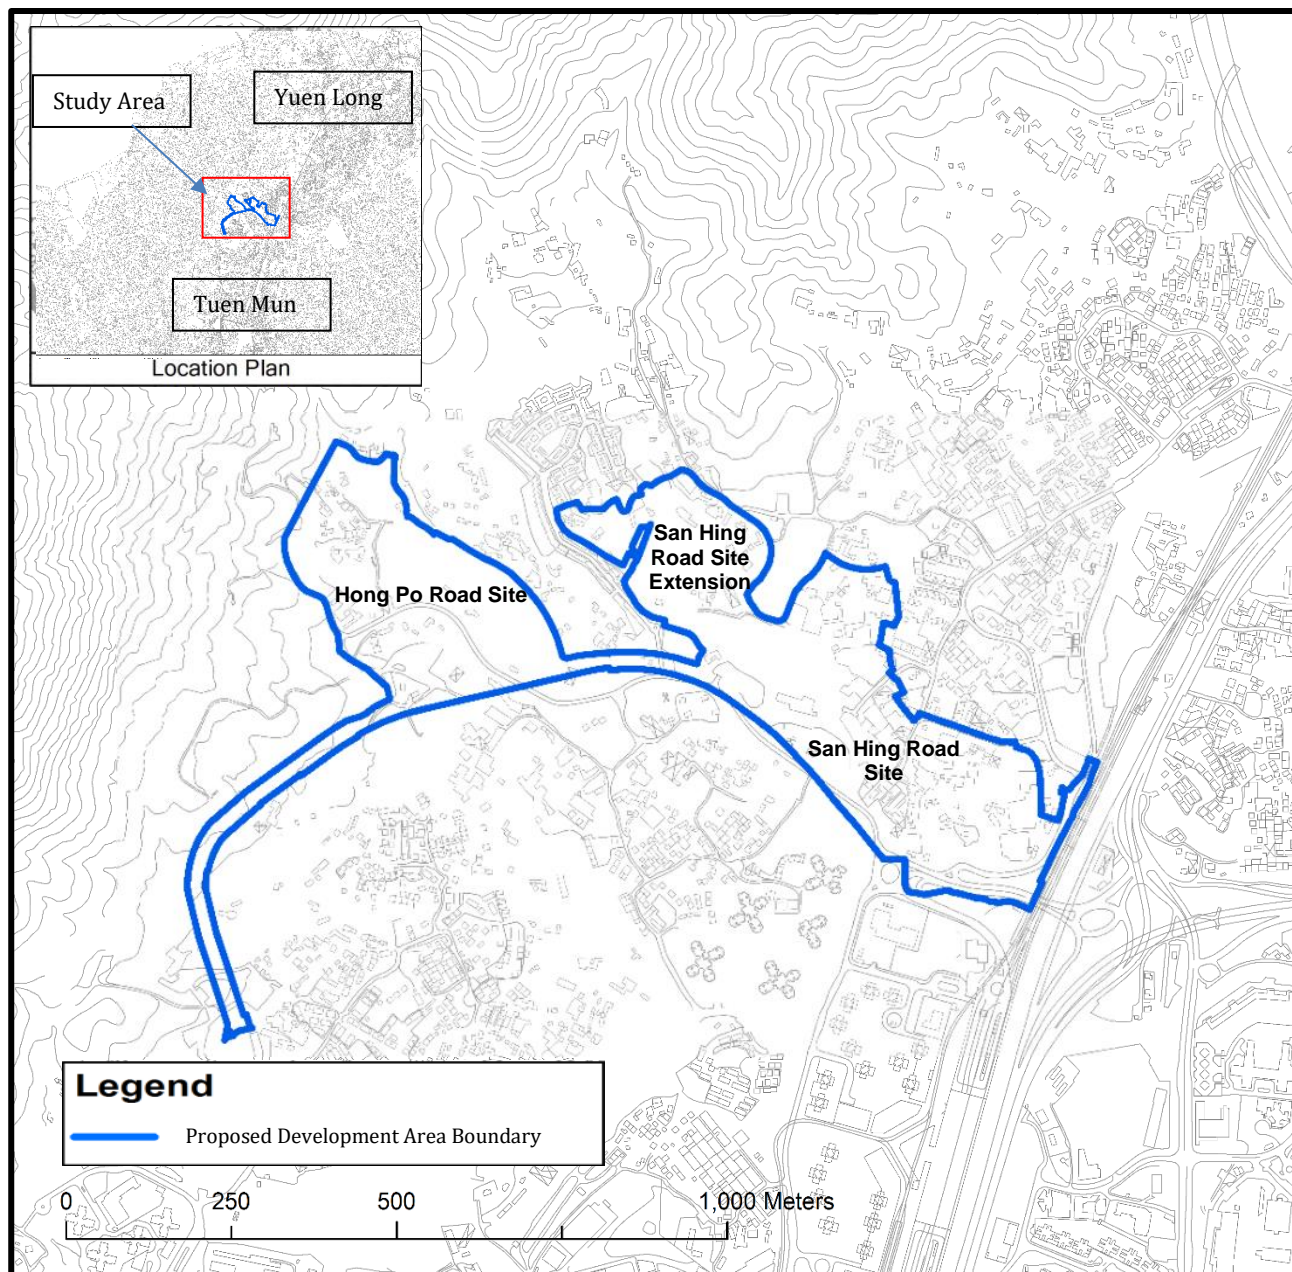 Study Area
Yuen Long
Tuen Mun
Location Plan
San Hing
Road Site
Extension
Hong Po Road Site
San Hing Road
Site
Legend
Proposed Development Area Boundary
0 250 500 1,000 Meters